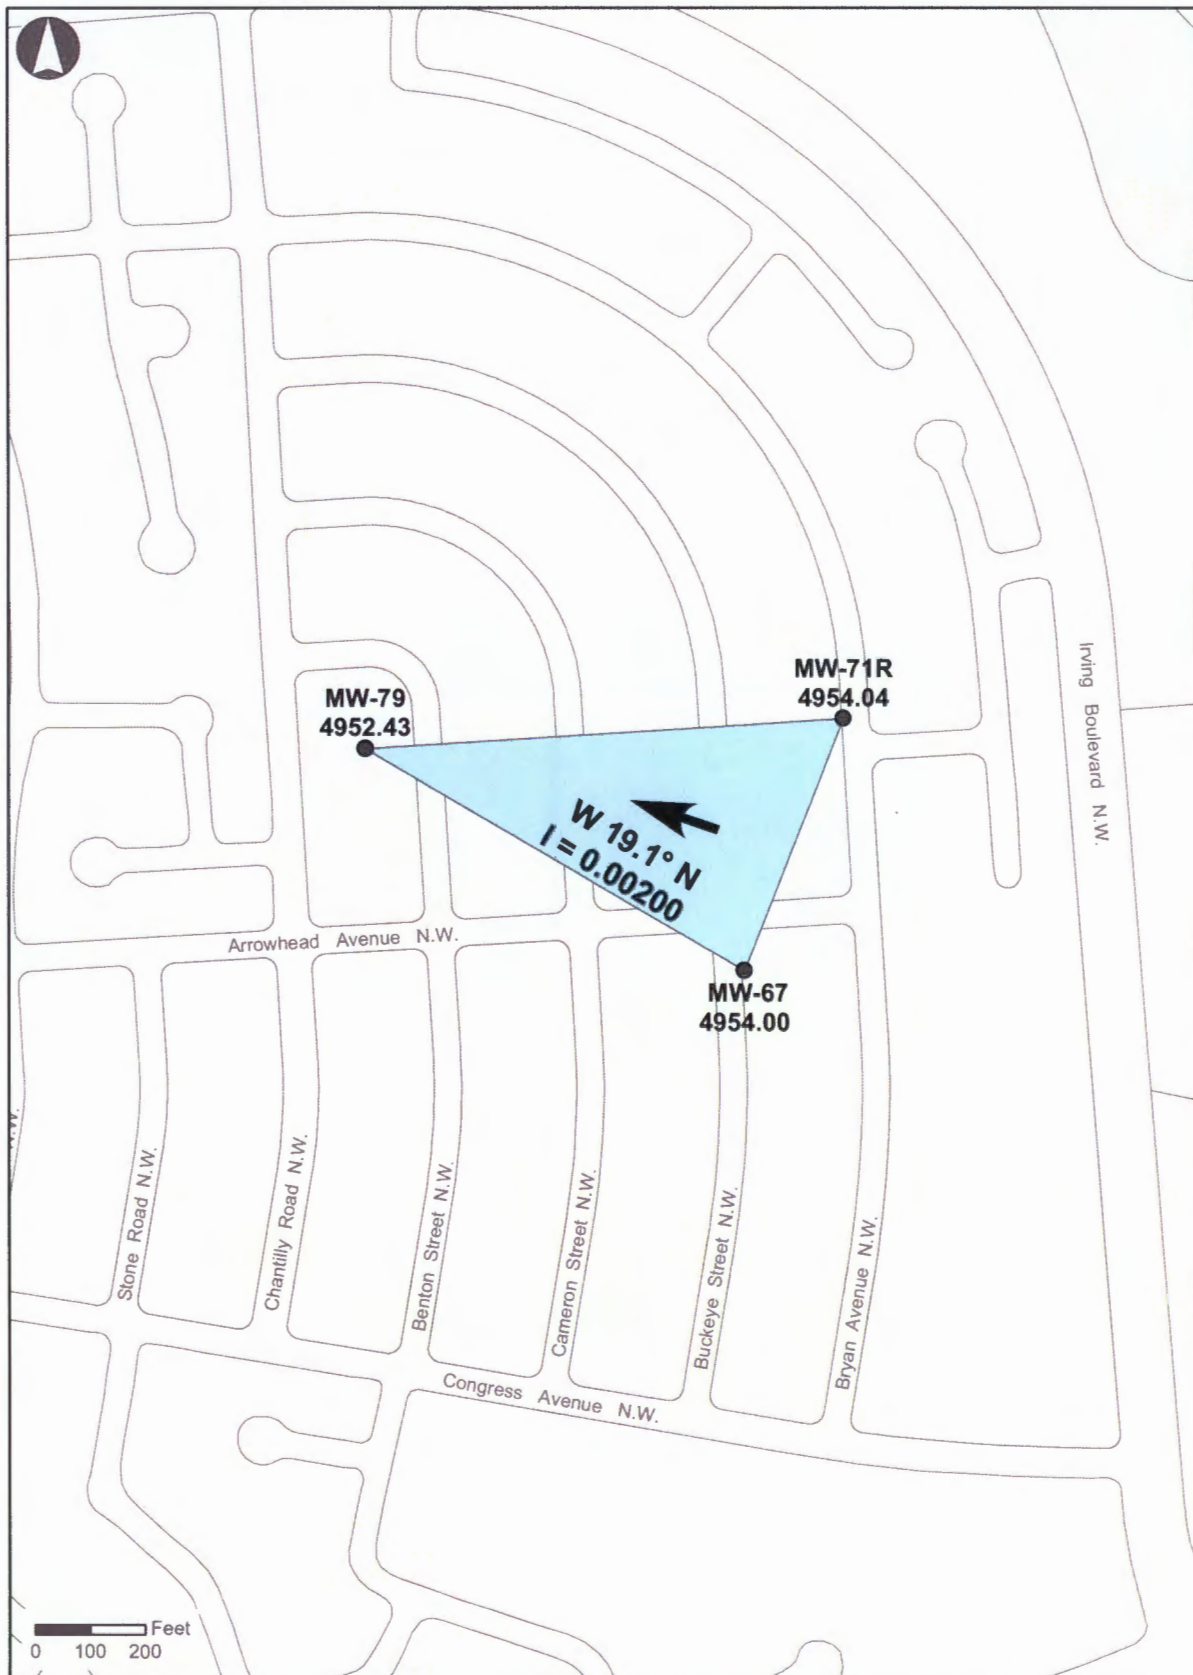 MW-71R
4954.04
MW-79
4952.43
Irving Boulevard N.W.
W 19.1° N
I = 0.00200
Arrowhead Avenue N.W.
MW-67
4954.00
N.W.
Stone Road N.W.
Chantilly Road N.W.
Benton Street N.W.
Cameron Street N.W.
Buckeye Street N.W.
Bryan Avenue N.W.
Congress Avenue N.W.
Feet
0 100 200